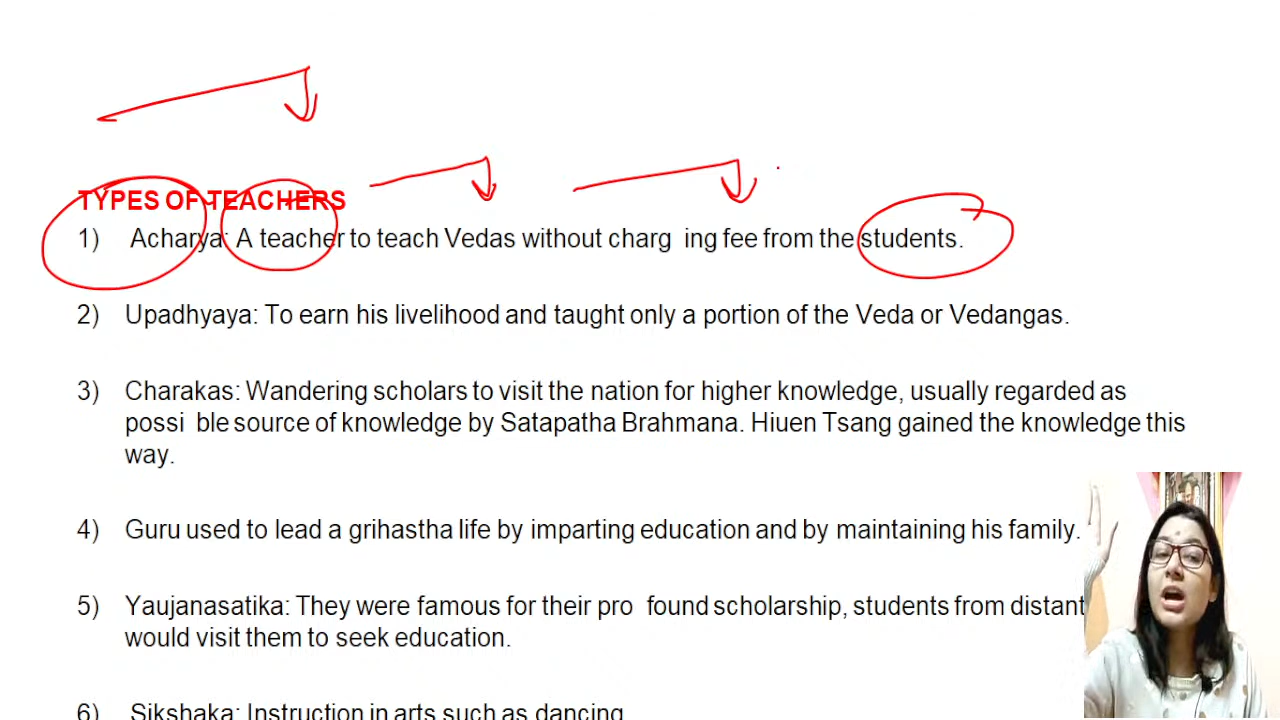 TYPES OF TEACHERS
1) Acharya: A teacher to teach Vedas without charg ing fee from the students.
2) Upadhyaya: To earn his livelihood and taught only a portion of the Veda or Vedangas.
3) Charakas: Wandering scholars to visit the nation for higher knowledge, usually regarded as
possi ble source of knowledge by Satapatha Brahmana. Hiuen Tsang gained the knowledge this
way.
4) Guru used to lead a grihastha life by imparting education and by maintaining his family.
5) Yaujanasatika: They were famous for their pro found scholarship, students from distant
would visit them to seek education.
6) Sikshaka: Instruction in arts such as dancing